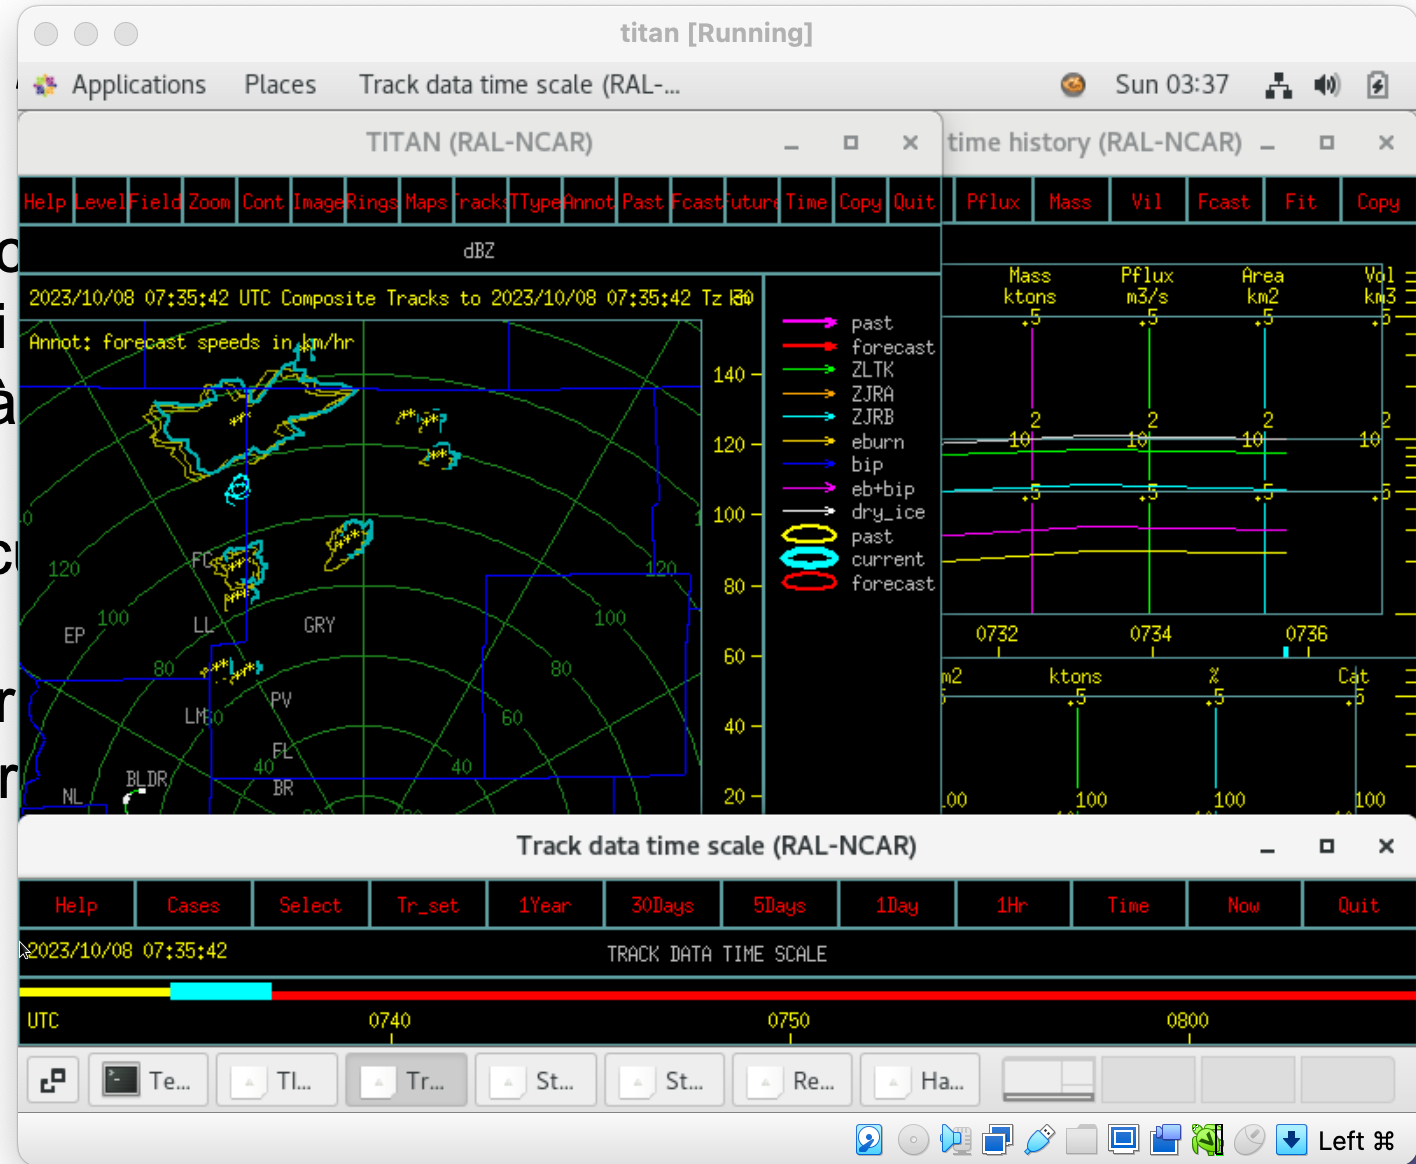 titan [Running]
Applications Places Track data time scale (RAL-... Sun 03:37
TITAN (RAL-NCAR)
time history (RAL-NCAR)
Help Level Field Zoom Cont Image Rings Maps Tracks TType Annot Past Fcast Future Time Copy Quit
Pflux Mass Vil Fcast Fit Copy
dBZ
2023/10/08 07:35:42 UTC Composite Tracks to 2023/10/08 07:35:42 Tz
Annot: forecast speeds in km/hr
past
forecast
ZLTK
ZJRA
ZJRB
eburn
bip
eb+bip
dry_ice
past
current
forecast
140
120
100
80
60
40
20
120 120
100 100
80 80
60 60
40 40
FC
EP LL GRY
PV
LM
FL
BLDR BR
NL
Mass Pflux Area Vol
ktons m3/s km2 km3
.5 .5 .5 .5
2 2 2 2
10 10 10 10
.5 .5 .5 .5
0732 0734 0736
m2 ktons % Cat
.5 .5 .5
100 100 100 100
Track data time scale (RAL-NCAR)
Help Cases Select Tr_set 1Year 30Days 5Days 1Day 1Hr Time Now Quit
2023/10/08 07:35:42 TRACK DATA TIME SCALE
UTC 0740 0750 0800
Te... TI... Tr... St... St... Re... Ha...
Left ⌘